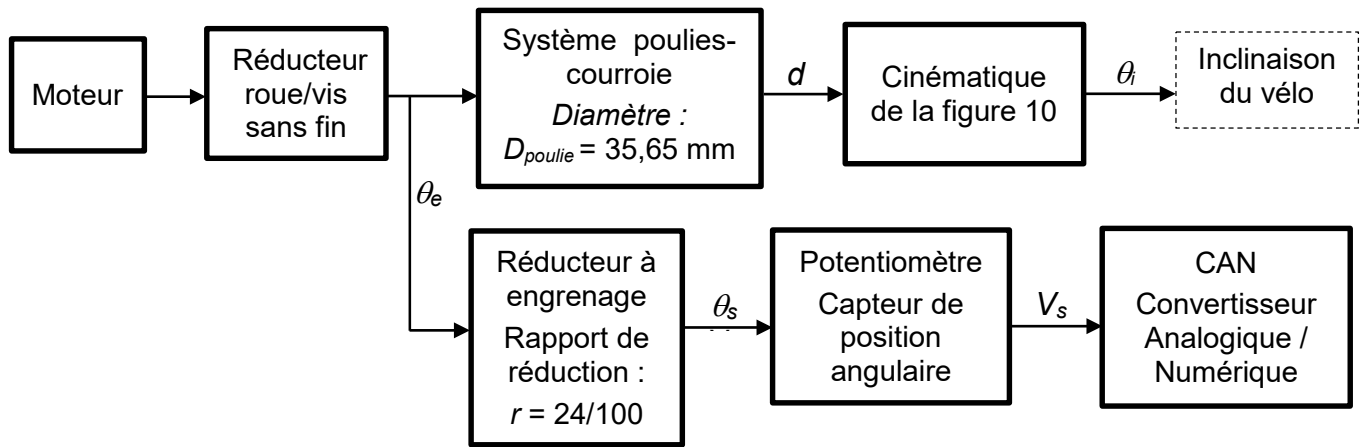 Moteur
Réducteur
roue/vis
sans fin
Système poulies-
courroie
Diamètre :
D_poulie = 35,65 mm
d
Cinématique
de la figure 10
θi
Inclinaison
du vélo
θe
Réducteur à
engrenage
Rapport de
réduction :
r = 24/100
θs
Potentiomètre
Capteur de
position
angulaire
Vs
CAN
Convertisseur
Analogique /
Numérique